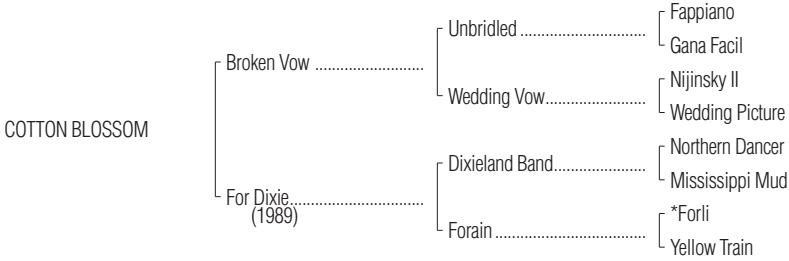 Fappiano
Unbridled ..............................
Gana Facil
Broken Vow ..........................
Nijinsky II
Wedding Vow........................
Wedding Picture
COTTON BLOSSOM
Northern Dancer
Dixieland Band......................
Mississippi Mud
For Dixie................................
(1989)
*Forli
Forain ....................................
Yellow Train